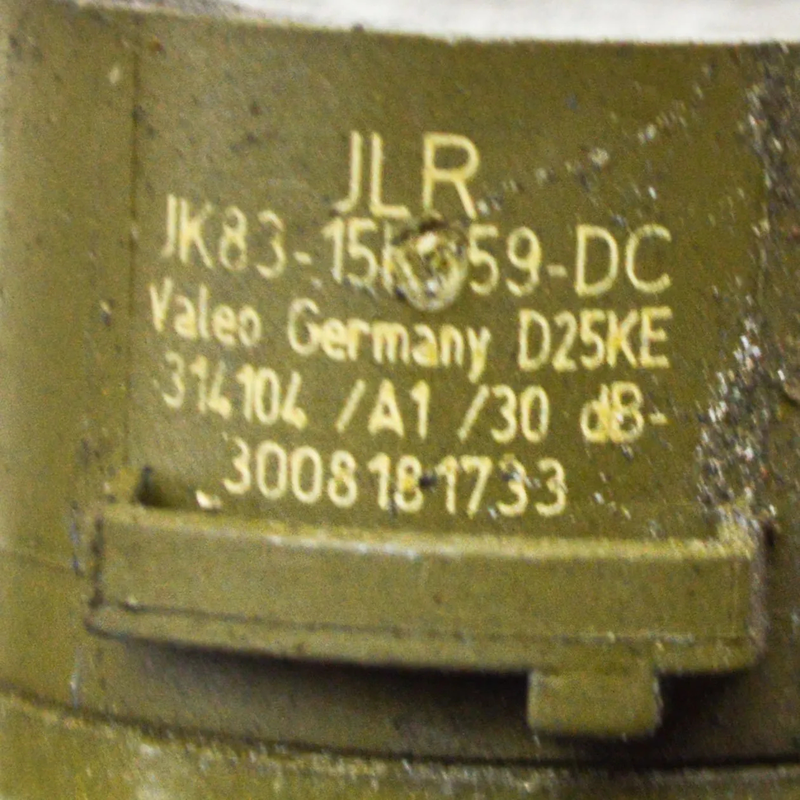 JLR
Valeo Germany D25KE
314104 /A1 /30 dB-
3008181733